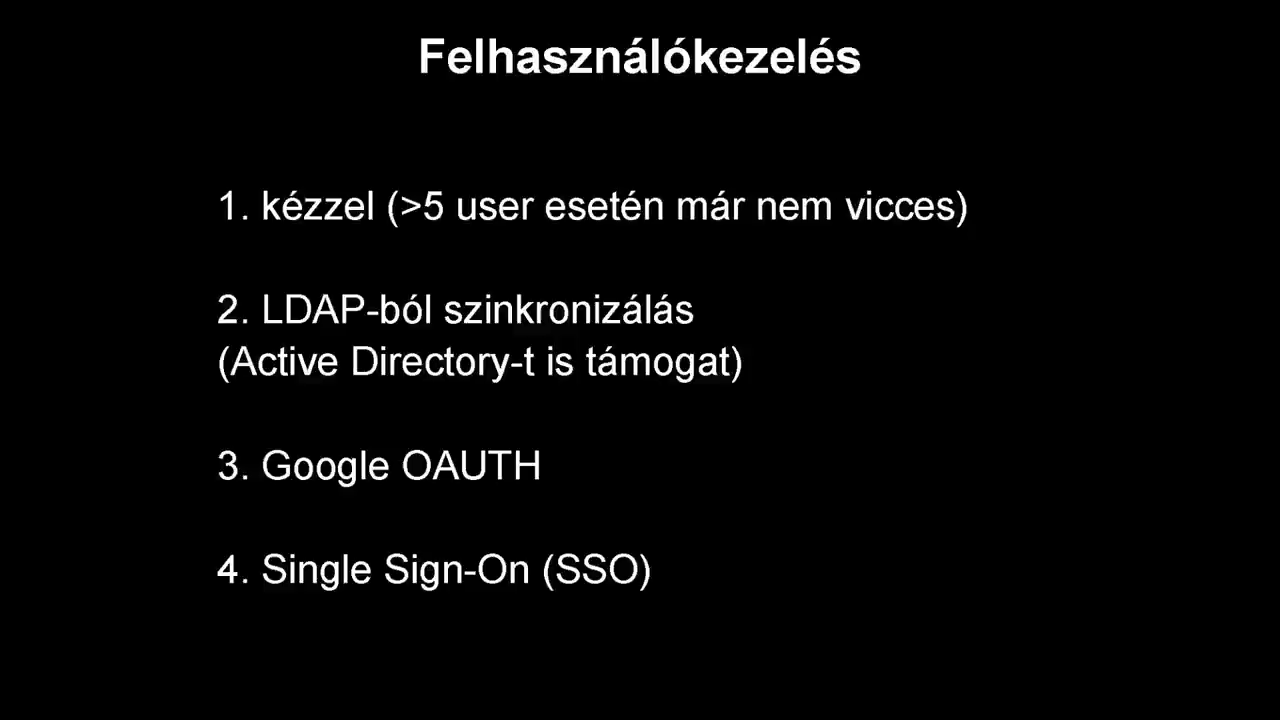 Felhasználókezelés
1. kézzel (>5 user esetén már nem vicces)
2. LDAP-ból szinkronizálás
(Active Directory-t is támogat)
3. Google OAUTH
4. Single Sign-On (SSO)